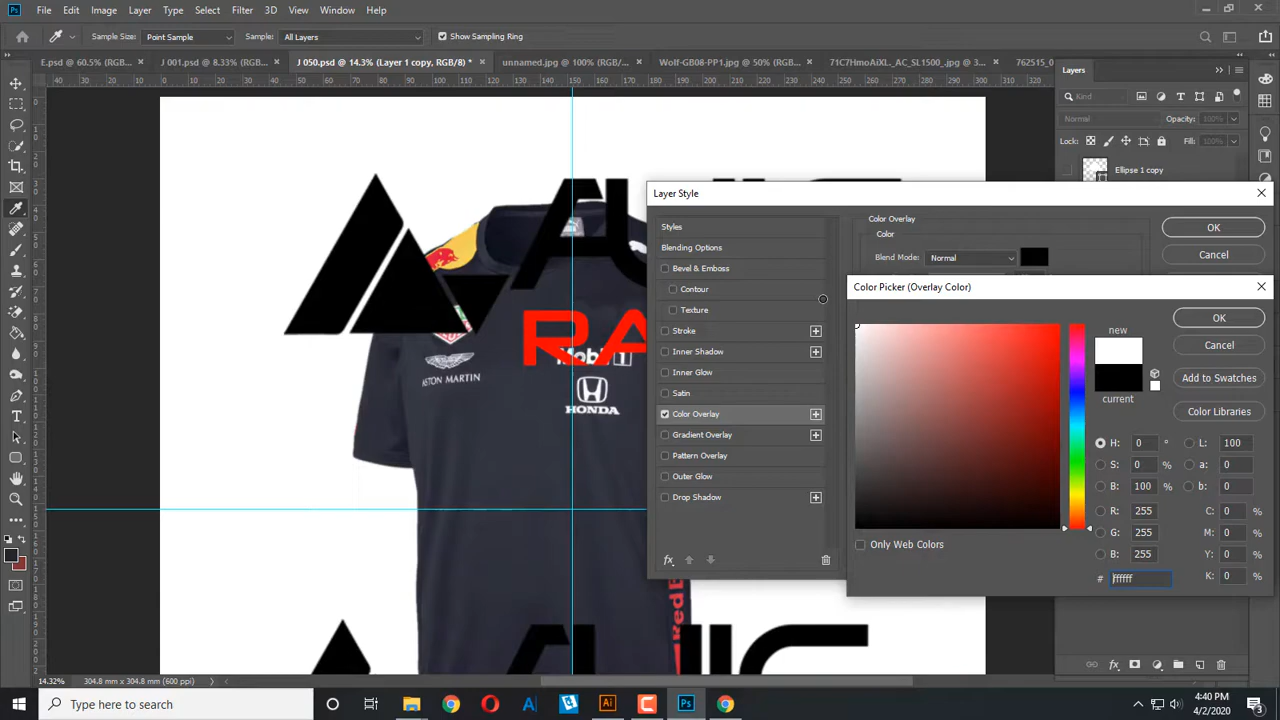 Ps File Edit Image Layer Type Select Filter 3D View Window Help
Sample Size: Point Sample Sample: All Layers Show Sampling Ring
E.psd @ 60.5% (RGB... × J 001.psd @ 8.33% (RGB... × J 050.psd @ 14.3% (Layer 1 copy, RGB/8) * × unnamed.jpg @ 100% (RGB/... × Wolf-GB08-PP1.jpg @ 50% (RGB... × 71C7HmoAiXL._AC_SL1500_.jpg @ 3... × 762515_0
Layers
Kind
Normal Opacity: 100%
Lock: Fill: 100%
Ellipse 1 copy
Layer Style
Styles
Blending Options
Bevel & Emboss
Contour
Texture
Stroke
Inner Shadow
Inner Glow
Satin
Color Overlay
Gradient Overlay
Pattern Overlay
Outer Glow
Drop Shadow
fx
Color Overlay
Color
Blend Mode: Normal
OK
Cancel
Color Picker (Overlay Color)
new
current
OK
Cancel
Add to Swatches
Color Libraries
H: 0 ° L: 100
S: 0 % a: 0
B: 100 % b: 0
R: 255 C: 0 %
G: 255 M: 0 %
B: 255 Y: 0 %
# ffffff K: 0 %
Only Web Colors
RA
Mobil 1
ASTON MARTIN
HONDA
14.32% 304.8 mm x 304.8 mm (600 ppi)
Type here to search
Ai
Ps
4:40 PM
4/2/2020
3